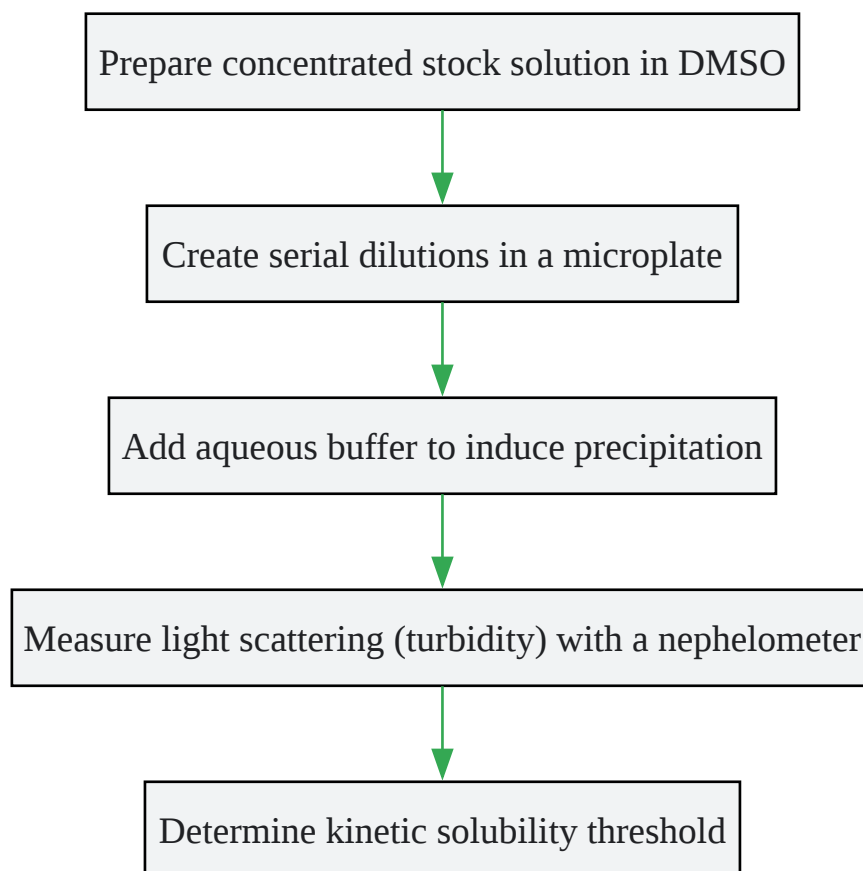 Prepare concentrated stock solution in DMSO
Create serial dilutions in a microplate
Add aqueous buffer to induce precipitation
Measure light scattering (turbidity) with a nephelometer
Determine kinetic solubility threshold